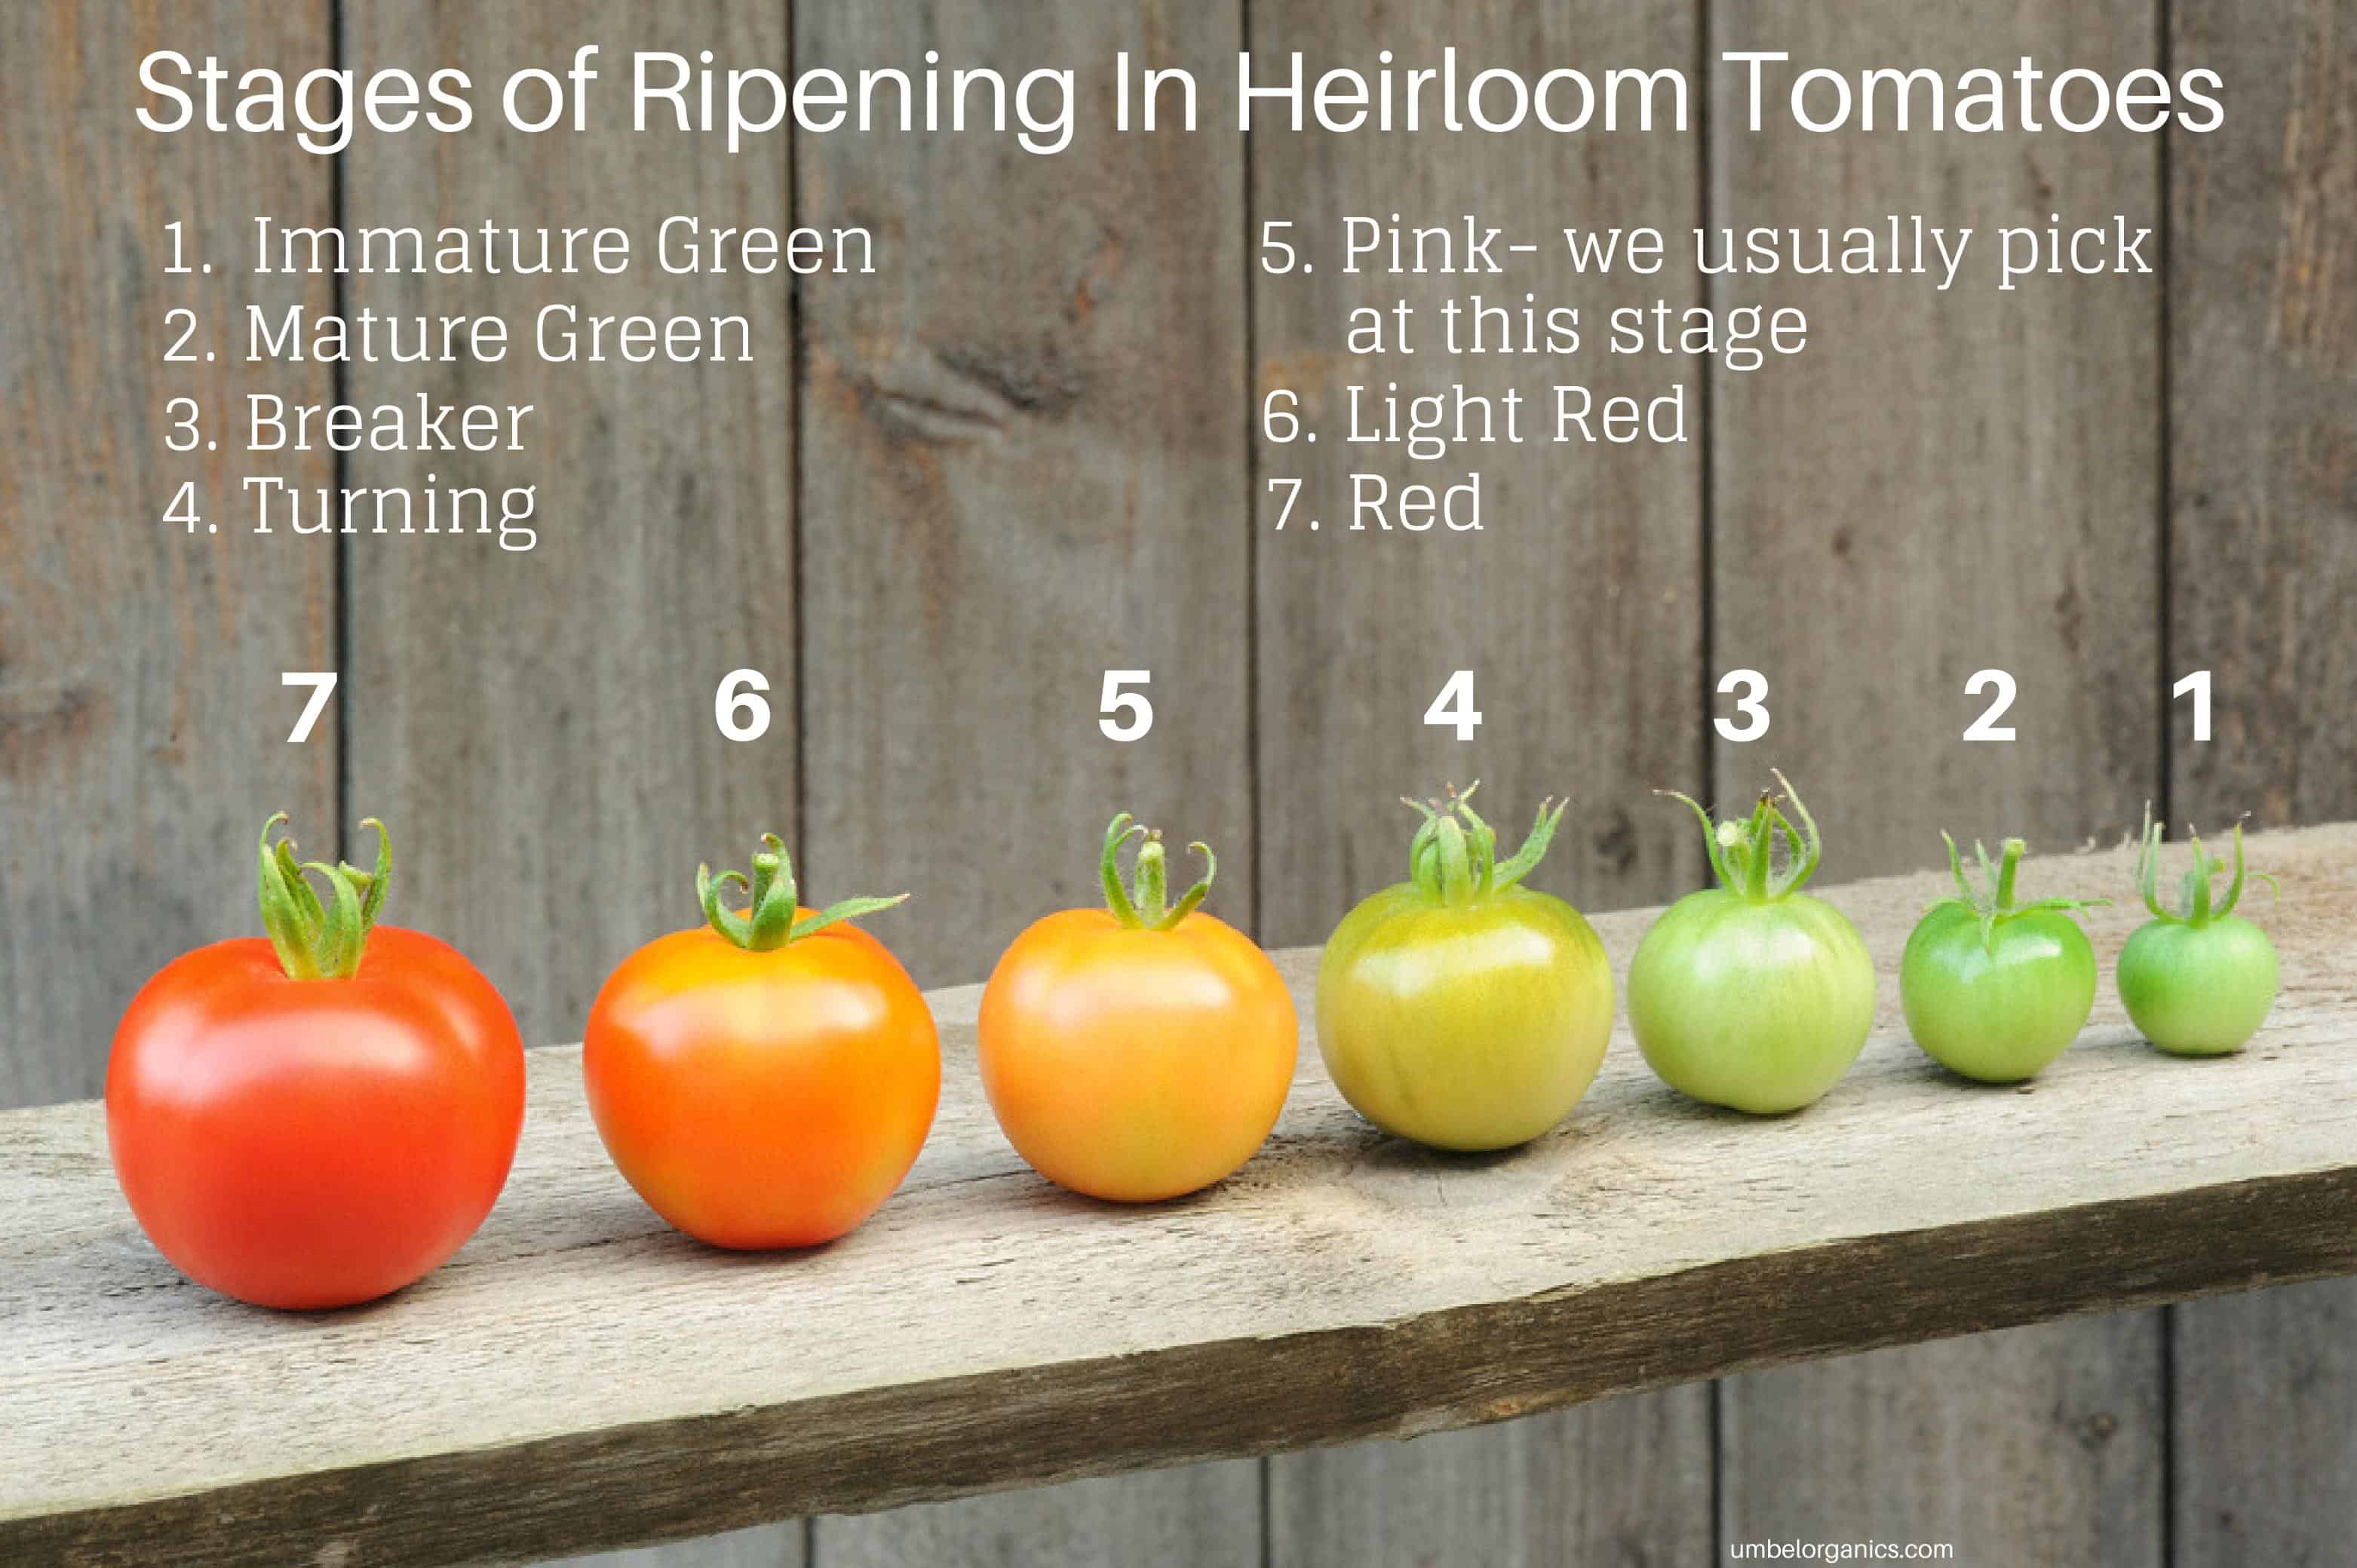 Stages of Ripening In Heirloom Tomatoes
1. Immature Green
2. Mature Green
3. Breaker
4. Turning
5. Pink- we usually pick
at this stage
6. Light Red
7. Red
7 6 5 4 3 2 1
umbelorganics.com